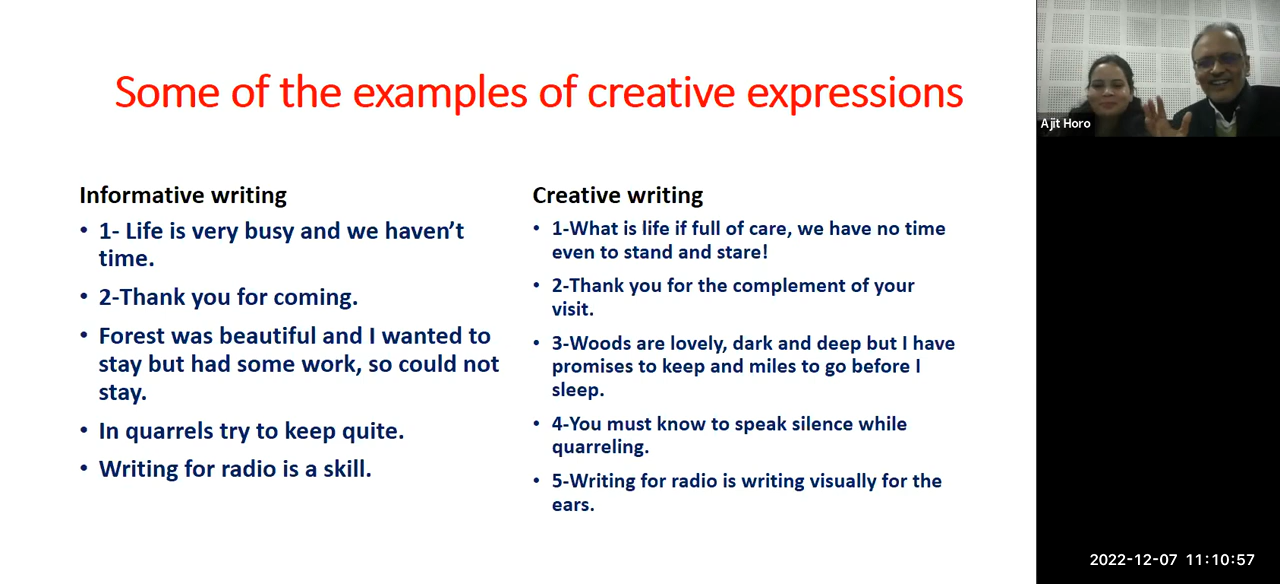 Some of the examples of creative expressions
Informative writing
• 1- Life is very busy and we haven’t
time.
• 2-Thank you for coming.
• Forest was beautiful and I wanted to
stay but had some work, so could not
stay.
• In quarrels try to keep quite.
• Writing for radio is a skill.
Creative writing
• 1-What is life if full of care, we have no time
even to stand and stare!
• 2-Thank you for the complement of your
visit.
• 3-Woods are lovely, dark and deep but I have
promises to keep and miles to go before I
sleep.
• 4-You must know to speak silence while
quarreling.
• 5-Writing for radio is writing visually for the
ears.
Ajit Horo
2022-12-07 11:10:57